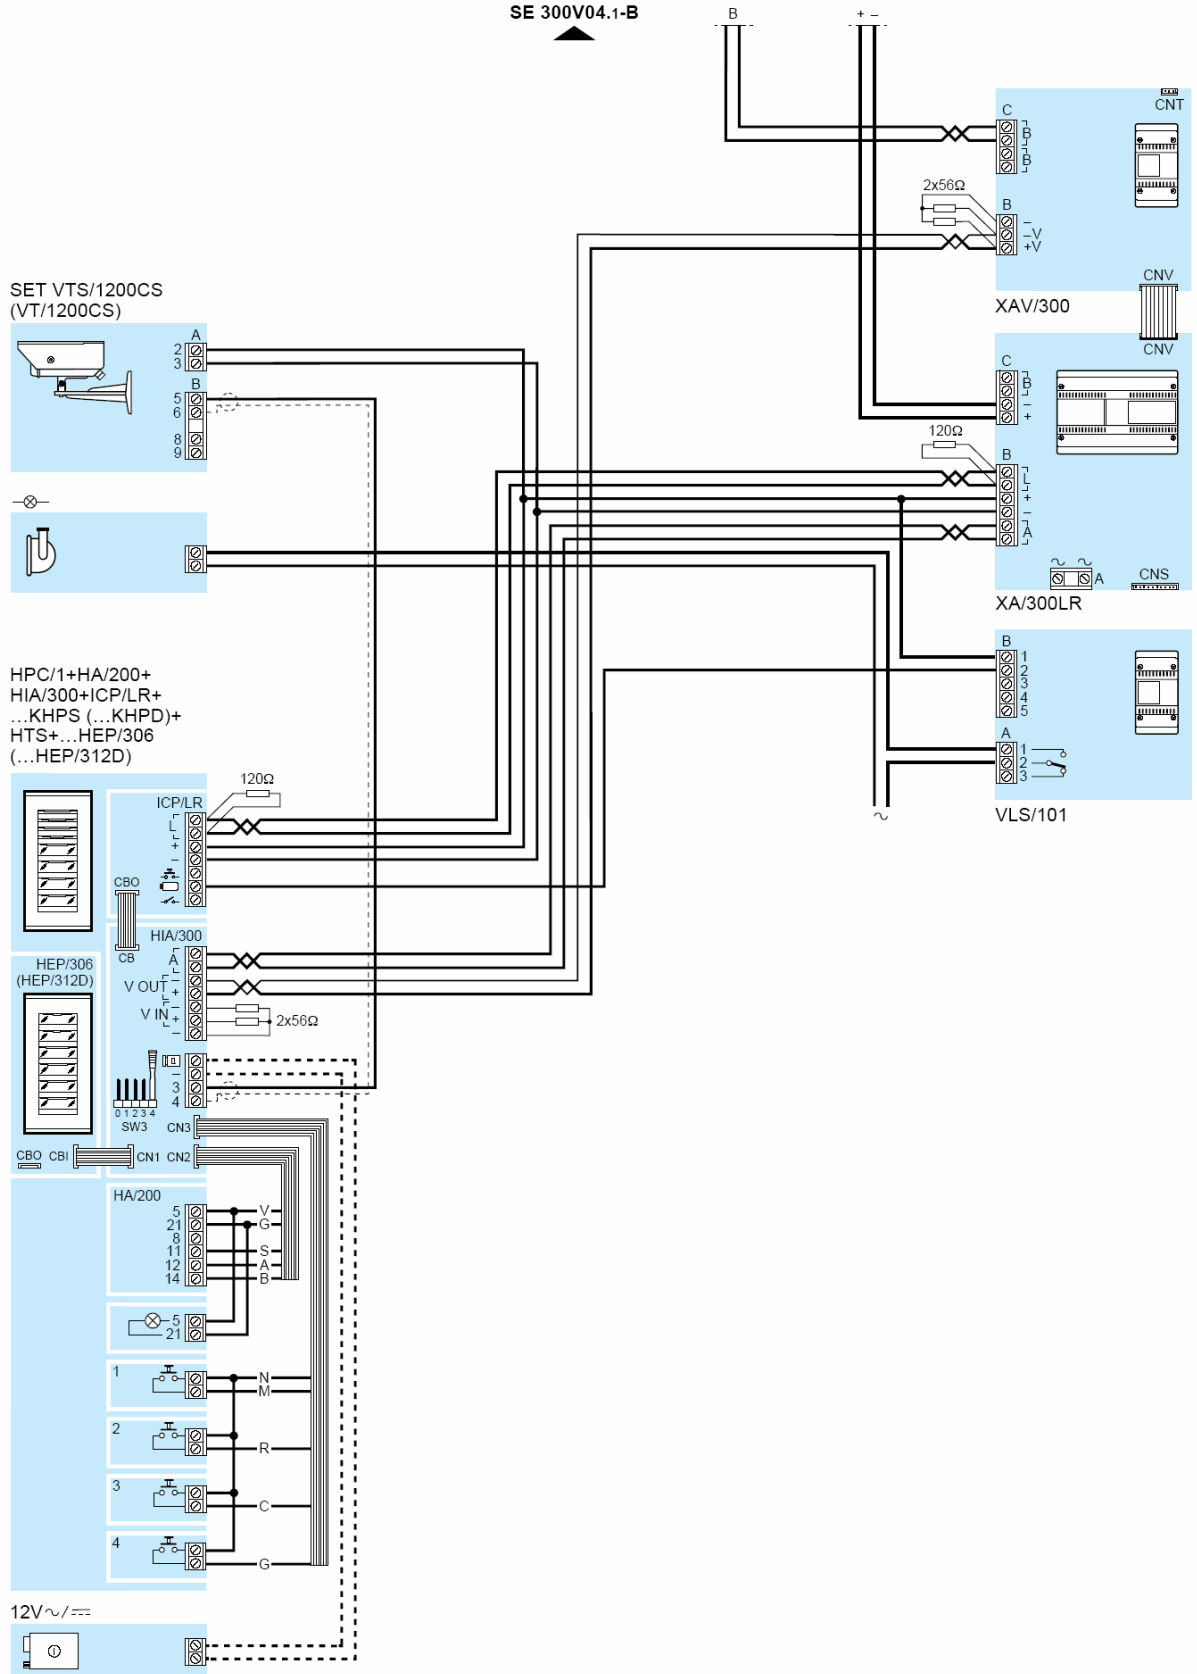 SE 300V04.1-B
B
+ –
CNT
C
B
B
2x56Ω
B
–
–V
+V
CNV
XAV/300
SET VTS/1200CS
(VT/1200CS)
A
2
3
B
5
6
8
9
CNV
C
B
–
+
120Ω
B
L
+
–
A
A
CNS
XA/300LR
B
1
2
3
4
5
A
1
2
3
VLS/101
HPC/1+HA/200+
HIA/300+ICP/LR+
...KHPS (...KHPD)+
HTS+...HEP/306
(...HEP/312D)
120Ω
ICP/LR
L
+
–
CBO
CB
HIA/300
A
V OUT
–
+
V IN
–
+
–
2x56Ω
HEP/306
(HEP/312D)
–
3
4
0 1 2 3 4
SW3
CN3
CBO CBI CN1 CN2
HA/200
5 V
21 G
8
11 S
12 A
14 B
5
21
1 N
M
2
R
3
C
4
G
12V~/⎓
~